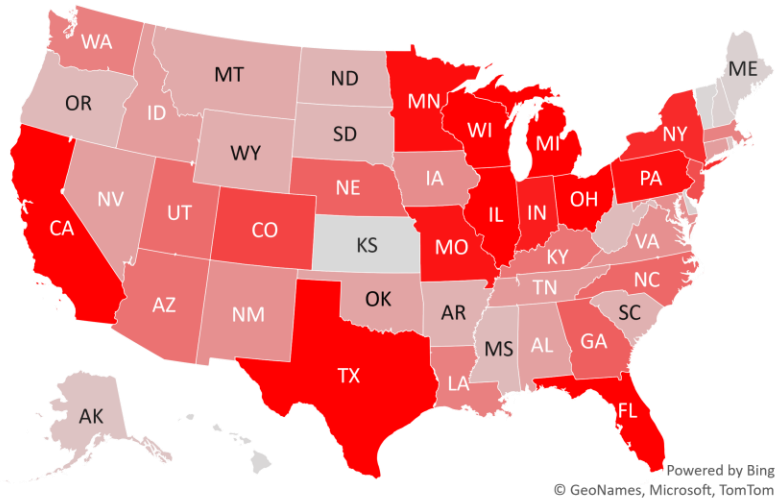 WA
MT
ND
ME
OR
ID
MN
WI
MI
NY
SD
WY
IA
PA
NE
NV
UT
CO
IL
IN
OH
CA
KS
MO
KY
VA
NC
TN
AZ
NM
OK
AR
SC
MS
AL
GA
TX
LA
AK
FL
Powered by Bing
© GeoNames, Microsoft, TomTom